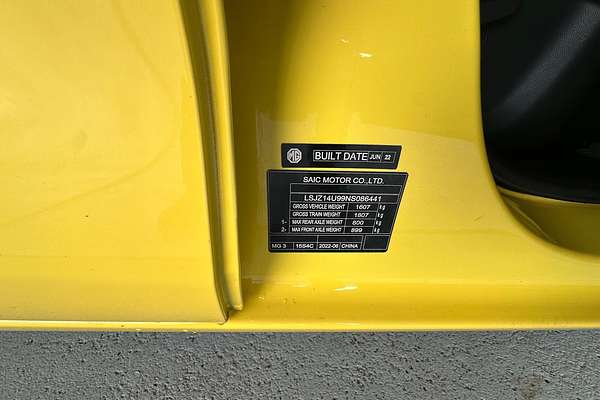 MG BUILT DATE JUN 22
SAIC MOTOR CO.,LTD.
LSJZ14U99NS086441
GROSS VEHICLE WEIGHT 1607 kg
GROSS TRAIN WEIGHT 1807 kg
1- MAX REAR AXLE WEIGHT 800 kg
2- MAX FRONT AXLE WEIGHT 899 kg
MG 3 15S4C 2022-06 CHINA